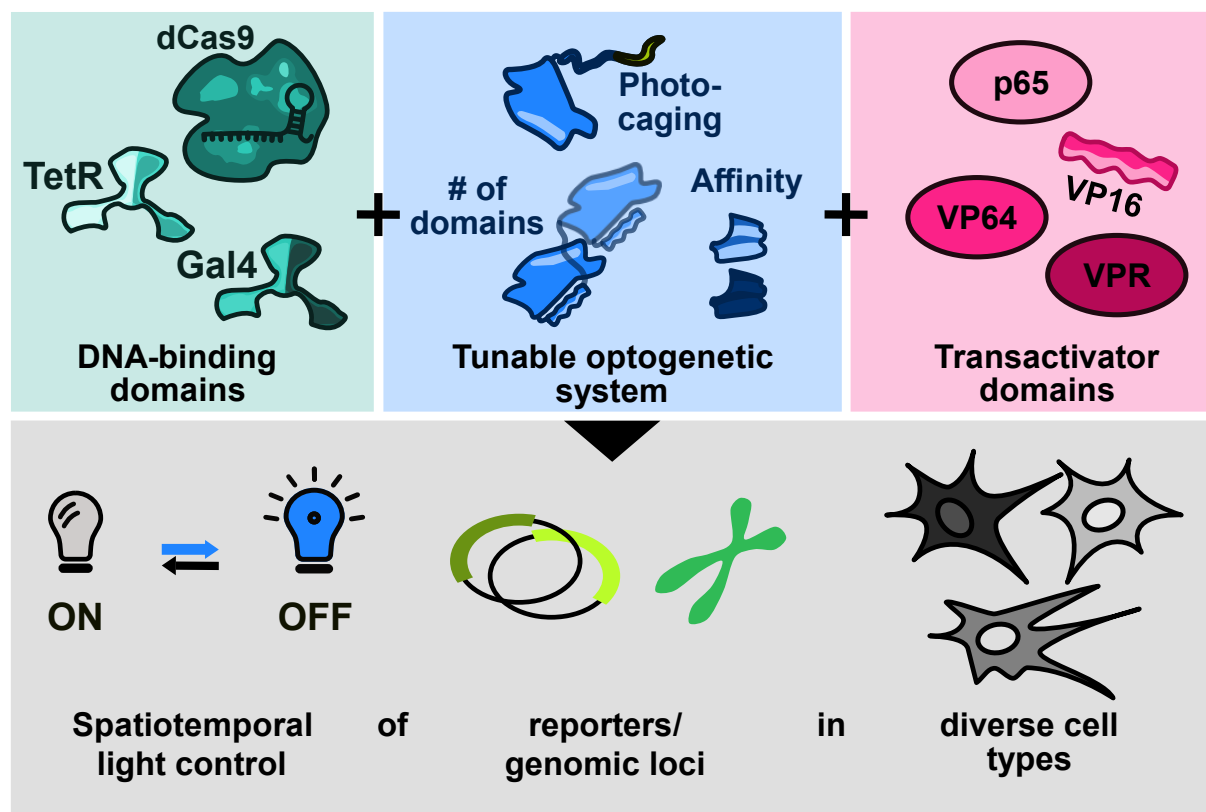 dCas9
TetR
Gal4
DNA-binding
domains
+
Photo-
caging
# of
domains
Affinity
Tunable optogenetic
system
+
p65
VP16
VP64
VPR
Transactivator
domains
ON
OFF
Spatiotemporal
light control
of
reporters/
genomic loci
in
diverse cell
types